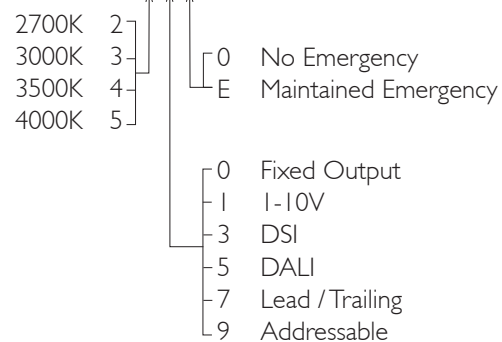 2700K 2
3000K 3
3500K 4
4000K 5
0 No Emergency
E Maintained Emergency
0 Fixed Output
1 1-10V
3 DSI
5 DALI
7 Lead / Trailing
9 Addressable